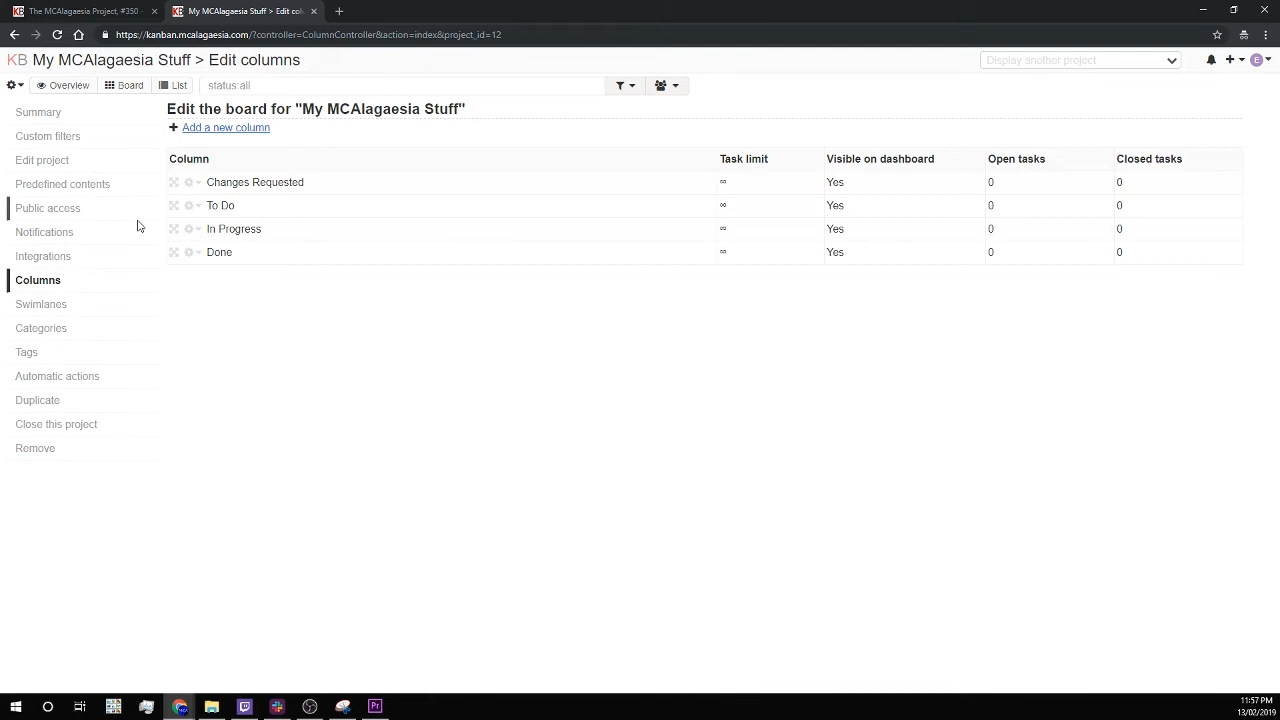 The MCAlagaesia Project, #350 -
My MCAlagaesia Stuff > Edit col
https://kanban.mcalagaesia.com/?controller=ColumnController&action=index&project_id=12
KB My MCAlagaesia Stuff > Edit columns
Display another project
E
Overview
Board
List
status:all
Summary
Custom filters
Edit project
Predefined contents
Public access
Notifications
Integrations
Columns
Swimlanes
Categories
Tags
Automatic actions
Duplicate
Close this project
Remove
Edit the board for "My MCAlagaesia Stuff"
+ Add a new column
Column Task limit Visible on dashboard Open tasks Closed tasks
Changes Requested ∞ Yes 0 0
To Do ∞ Yes 0 0
In Progress ∞ Yes 0 0
Done ∞ Yes 0 0
Pr
11:57 PM
13/02/2019